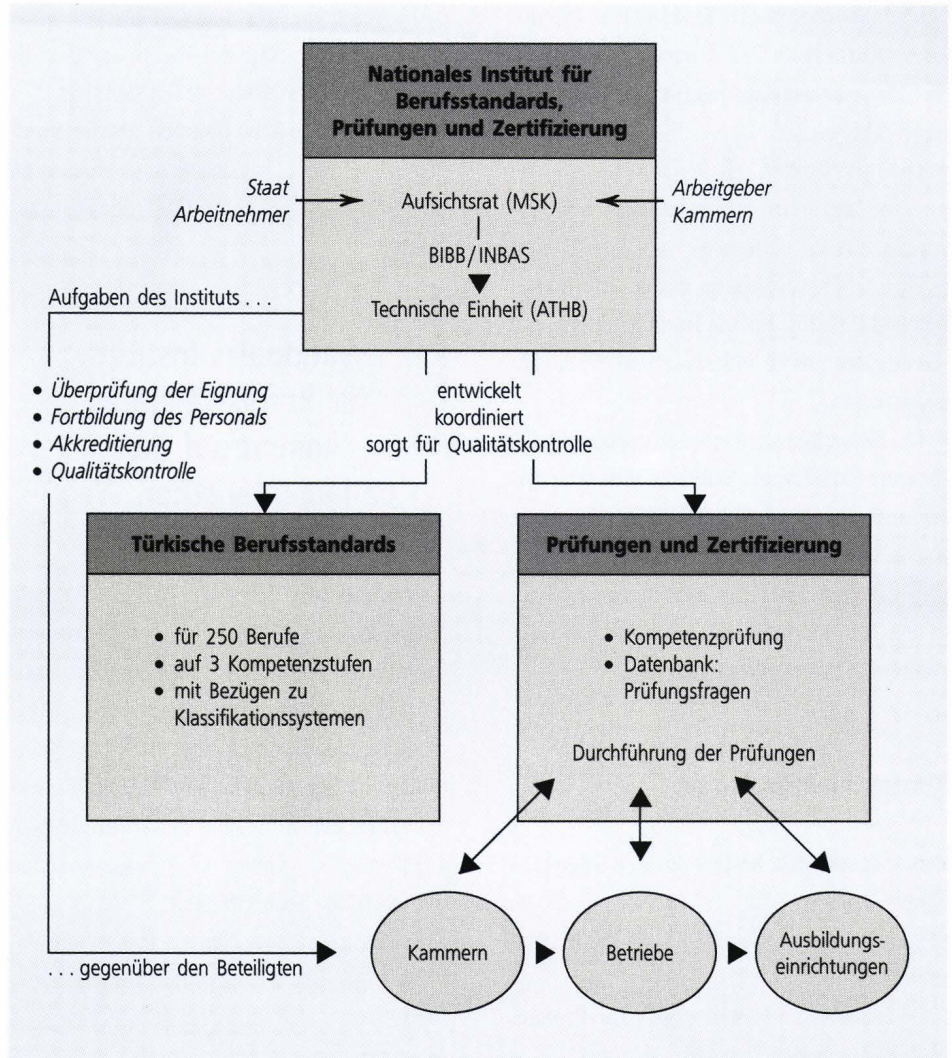 Nationales Institut für
Berufsstandards,
Prüfungen und Zertifizierung
Staat
Arbeitnehmer
Aufsichtsrat (MSK)
Arbeitgeber
Kammern
BIBB/INBAS
Technische Einheit (ATHB)
Aufgaben des Instituts . . .
• Überprüfung der Eignung
• Fortbildung des Personals
• Akkreditierung
• Qualitätskontrolle
entwickelt
koordiniert
sorgt für Qualitätskontrolle
Türkische Berufsstandards
• für 250 Berufe
• auf 3 Kompetenzstufen
• mit Bezügen zu
Klassifikationssystemen
Prüfungen und Zertifizierung
• Kompetenzprüfung
• Datenbank:
Prüfungsfragen
Durchführung der Prüfungen
. . . gegenüber den Beteiligten
Kammern
Betriebe
Ausbildungs-
einrichtungen